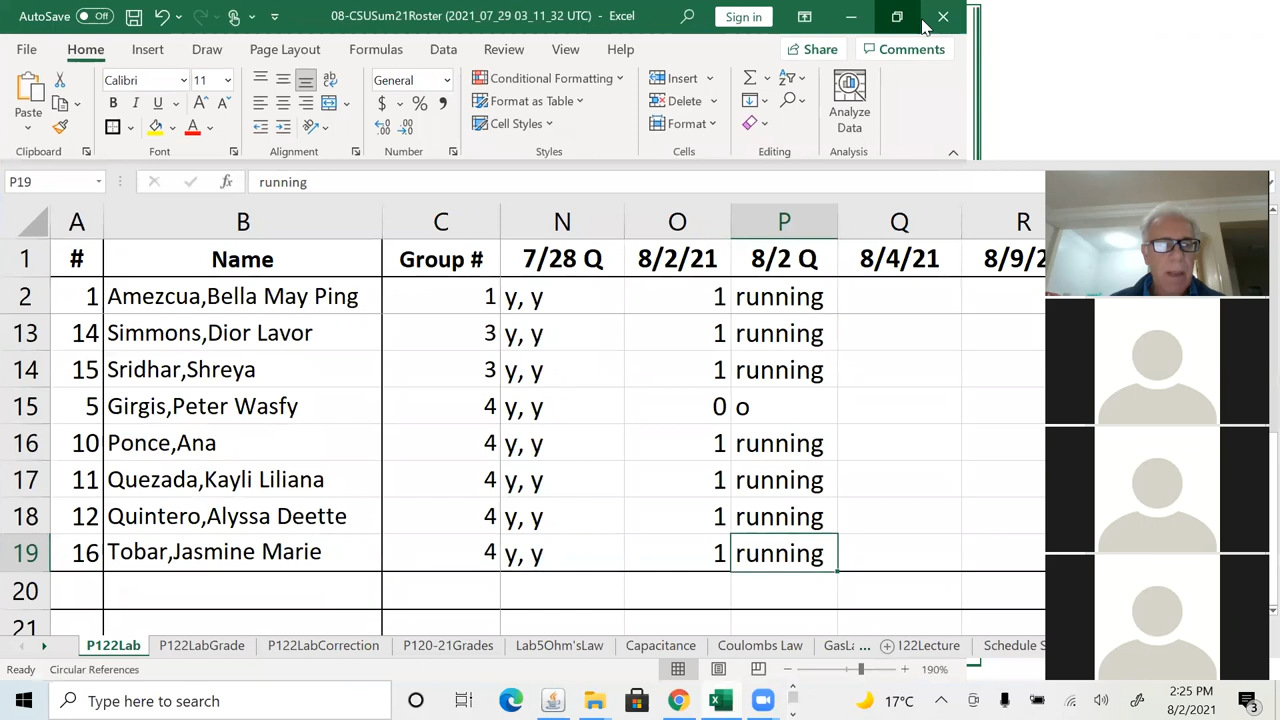 AutoSave Off 08-CSUSum21Roster (2021_07_29 03_11_32 UTC) - Excel Sign in
File Home Insert Draw Page Layout Formulas Data Review View Help Share Comments
Calibri 11 General Conditional Formatting Insert
Paste B I U A A $ % Format as Table Delete
A Cell Styles Format Analyze Data
Clipboard Font Alignment Number Styles Cells Editing Analysis
P19 fx running
A B C N O P Q R
1 # Name Group # 7/28 Q 8/2/21 8/2 Q 8/4/21 8/9/2
2 1 Amezcua,Bella May Ping 1 y, y 1 running
13 14 Simmons,Dior Lavor 3 y, y 1 running
14 15 Sridhar,Shreya 3 y, y 1 running
15 5 Girgis,Peter Wasfy 4 y, y 0 o
16 10 Ponce,Ana 4 y, y 1 running
17 11 Quezada,Kayli Liliana 4 y, y 1 running
18 12 Quintero,Alyssa Deette 4 y, y 1 running
19 16 Tobar,Jasmine Marie 4 y, y 1 running
20
21
P122Lab P122LabGrade P122LabCorrection P120-21Grades Lab5Ohm'sLaw Capacitance Coulombs Law GasLa ... I22Lecture Schedule S
Ready Circular References 190%
Type here to search 17°C 2:25 PM
8/2/2021 3